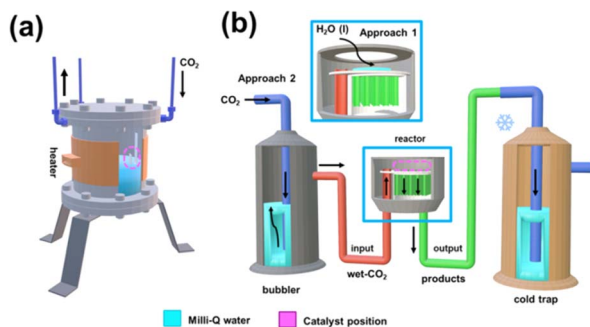 (a)
CO₂
heater
(b)
H₂O (l)
Approach 1
Approach 2
CO₂
reactor
input
output
wet-CO₂
products
bubbler
cold trap
Milli-Q water
Catalyst position